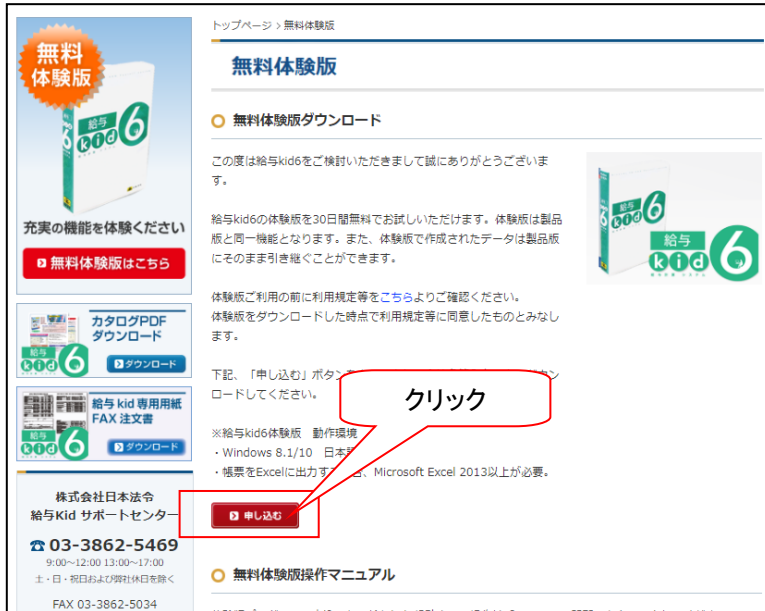 無料
体験版
給与
kid6
充実の機能を体験ください
無料体験版はこちら
カタログPDF
ダウンロード
給与
kid6
ダウンロード
給与 kid 専用用紙
FAX 注文書
給与
kid6
ダウンロード
株式会社日本法令
給与Kid サポートセンター
03-3862-5469
9:00~12:00 13:00~17:00
土・日・祝日および弊社休日を除く
FAX 03-3862-5034
トップページ > 無料体験版
無料体験版
無料体験版ダウンロード
この度は給与kid6をご検討いただきまして誠にありがとうございま
す。
給与kid6の体験版を30日間無料でお試しいただけます。体験版は製品
版と同一機能となります。また、体験版で作成されたデータは製品版
にそのまま引き継ぐことができます。
給与
kid6
給与
kid6
体験版ご利用の前に利用規定等をこちらよりご確認ください。
体験版をダウンロードした時点で利用規定等に同意したものとみなし
ます。
下記、「申し込む」ボタン
ロードしてください。
クリック
※給与kid6体験版 動作環境
・Windows 8.1/10 日本
・帳票をExcelに出力す 、Microsoft Excel 2013以上が必要。
申し込む
無料体験版操作マニュアル